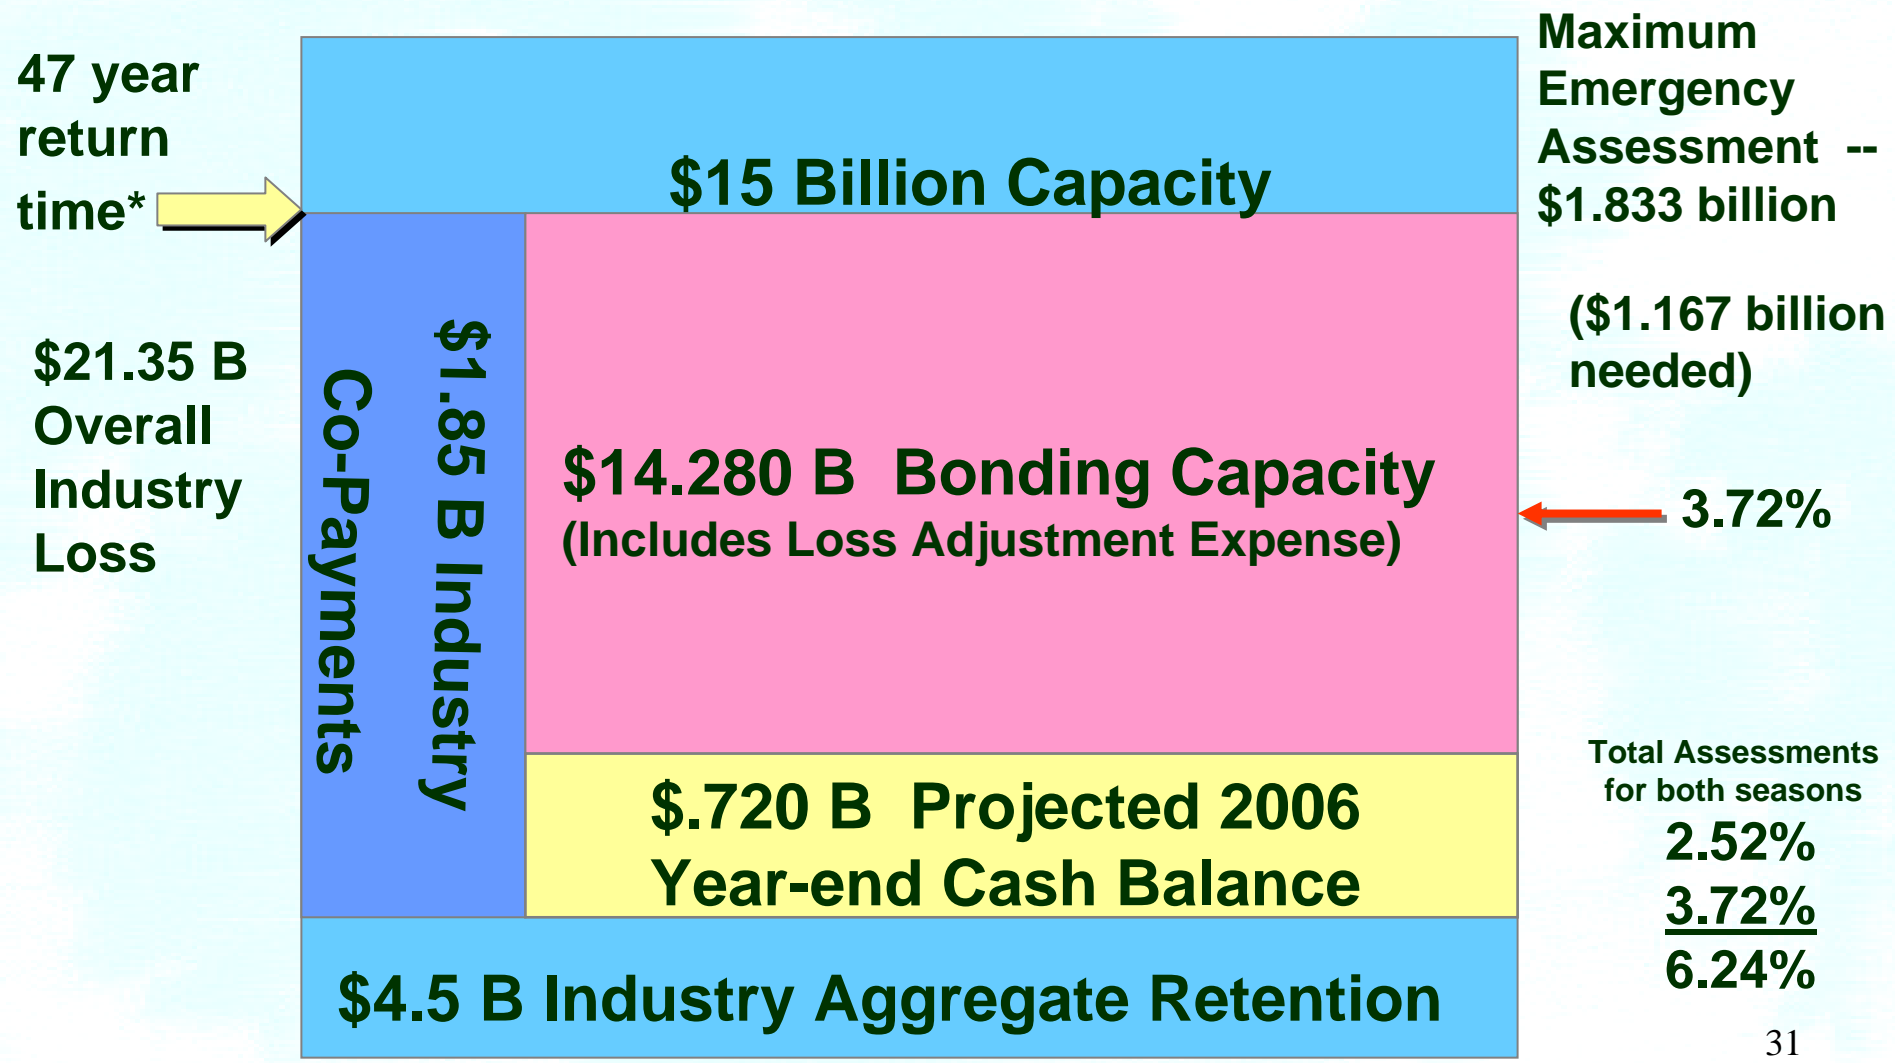 47 year
return
time*
$21.35 B
Overall
Industry
Loss
$15 Billion Capacity
$1.85 B Industry
Co-Payments
$14.280 B  Bonding Capacity
(Includes Loss Adjustment Expense)
$.720 B  Projected 2006
Year-end Cash Balance
$4.5 B Industry Aggregate Retention
Maximum
Emergency
Assessment  --
$1.833 billion
($1.167 billion
needed)
3.72%
Total Assessments
for both seasons
2.52%
3.72%
6.24%
31